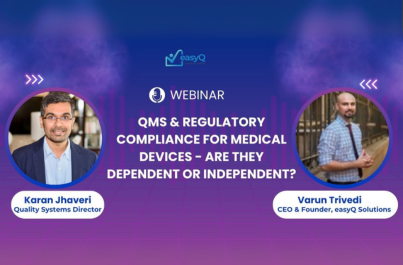 easyQ
WEBINAR
QMS & REGULATORY
COMPLIANCE FOR MEDICAL
DEVICES - ARE THEY
DEPENDENT OR INDEPENDENT?
Karan Jhaveri
Quality Systems Director
Varun Trivedi
CEO & Founder, easyQ Solutions